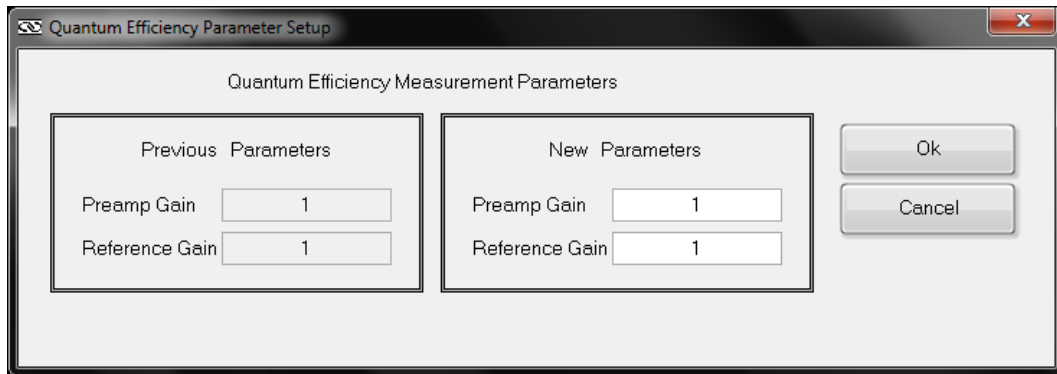 Quantum Efficiency Parameter Setup
x
Quantum Efficiency Measurement Parameters
Previous Parameters
Preamp Gain 1
Reference Gain 1
New Parameters
Preamp Gain 1
Reference Gain 1
Ok
Cancel